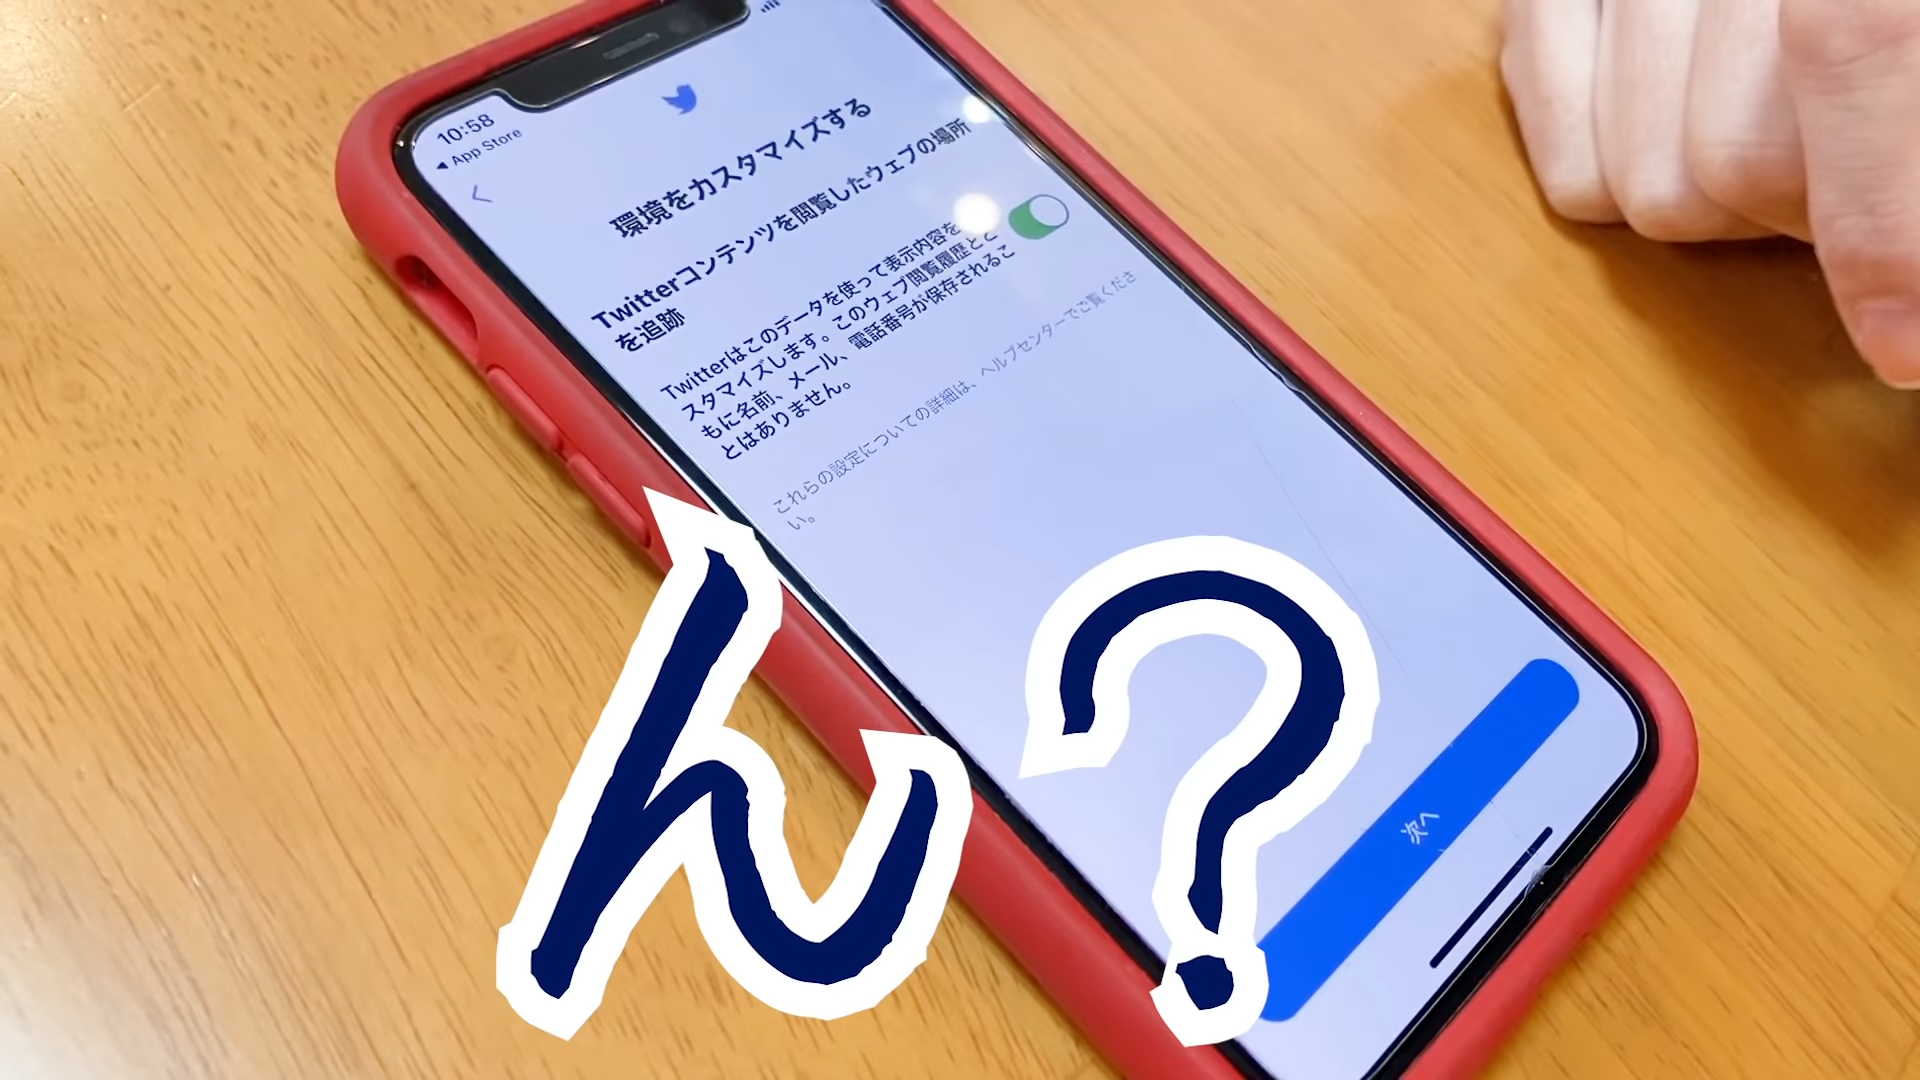 10:58
◀ App Store
環境をカスタマイズする
Twitterコンテンツを閲覧したウェブの場所
を追跡
Twitterはこのデータを使って表示内容を
スタマイズします。このウェブ閲覧履歴とと
もに名前、メール、電話番号が保存されるこ
とはありません。
これらの設定についての詳細は、ヘルプセンターでご覧くださ
い。
ん?
次へ